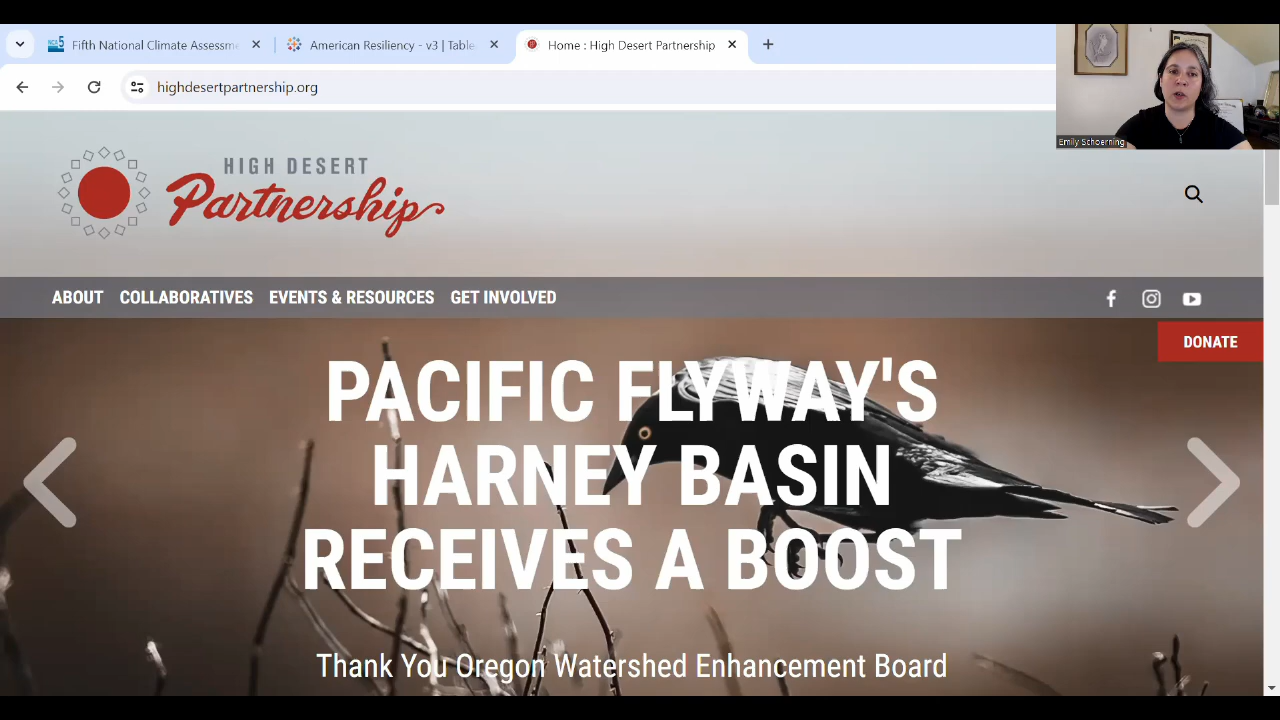 Fifth National Climate Assessm
American Resiliency - v3 | Table
Home : High Desert Partnership
highdesertpartnership.org
Emily Schoerning
HIGH DESERT
Partnership
ABOUT COLLABORATIVES EVENTS & RESOURCES GET INVOLVED
DONATE
PACIFIC FLYWAY'S
HARNEY BASIN
RECEIVES A BOOST
Thank You Oregon Watershed Enhancement Board